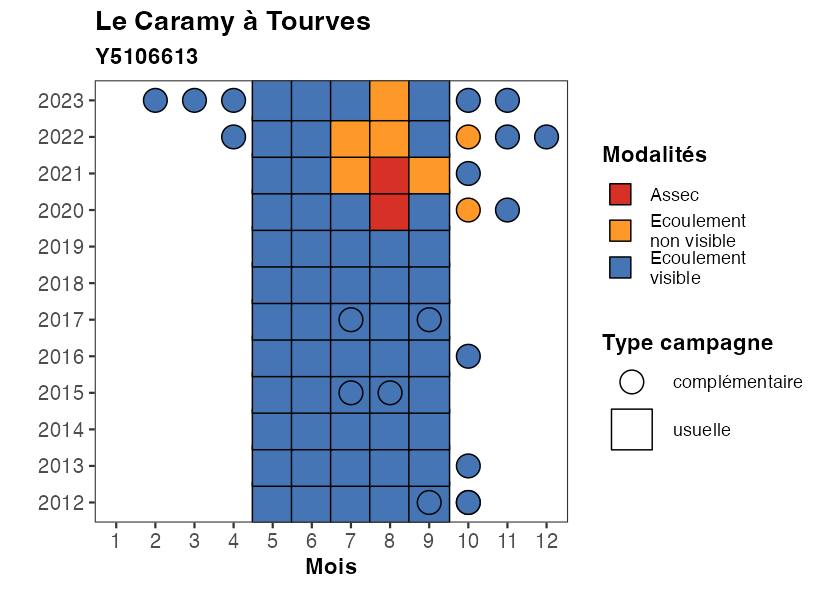 Le Caramy à Tourves
Y5106613
2023
2022
2021
2020
2019
2018
2017
2016
2015
2014
2013
2012
1 2 3 4 5 6 7 8 9 10 11 12
Mois
Modalités
Assec
Ecoulement
non visible
Ecoulement
visible
Type campagne
complémentaire
usuelle